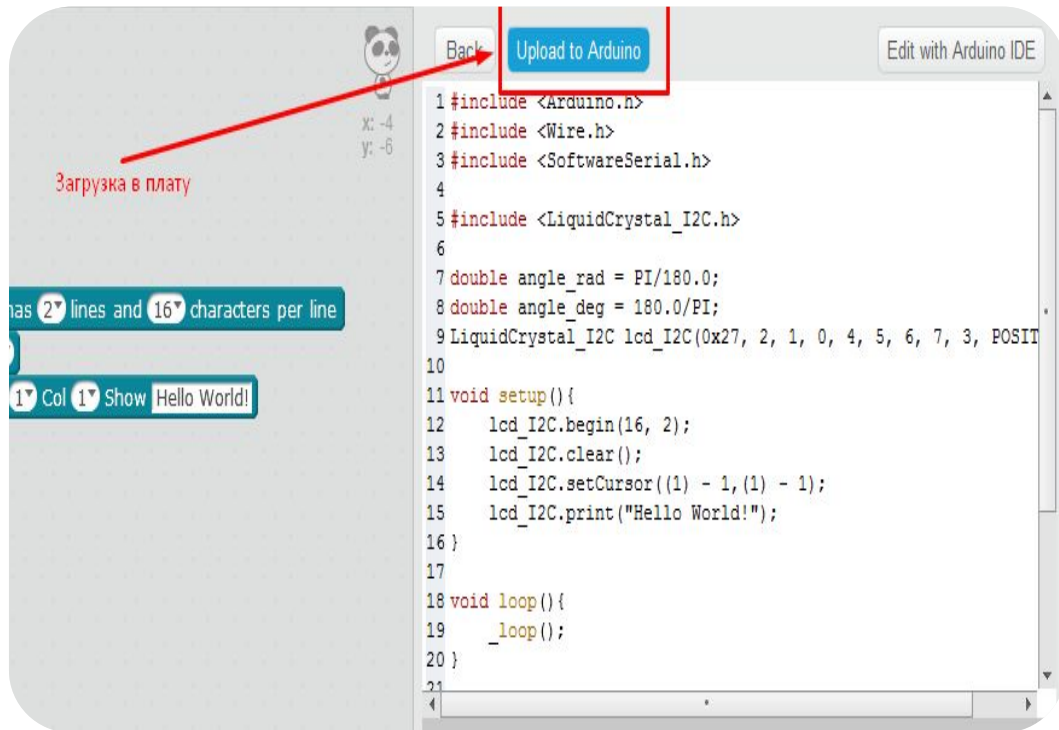 Back
Upload to Arduino
Edit with Arduino IDE
x: -4
y: -6
Загрузка в плату
has 2 lines and 16 characters per line
1 Col 1 Show Hello World!
1 #include <Arduino.h>
2 #include <Wire.h>
3 #include <SoftwareSerial.h>
4
5 #include <LiquidCrystal_I2C.h>
6
7 double angle_rad = PI/180.0;
8 double angle_deg = 180.0/PI;
9 LiquidCrystal_I2C lcd_I2C(0x27, 2, 1, 0, 4, 5, 6, 7, 3, POSIT
10
11 void setup(){
12 lcd_I2C.begin(16, 2);
13 lcd_I2C.clear();
14 lcd_I2C.setCursor((1) - 1,(1) - 1);
15 lcd_I2C.print("Hello World!");
16 }
17
18 void loop(){
19 _loop();
20 }
21